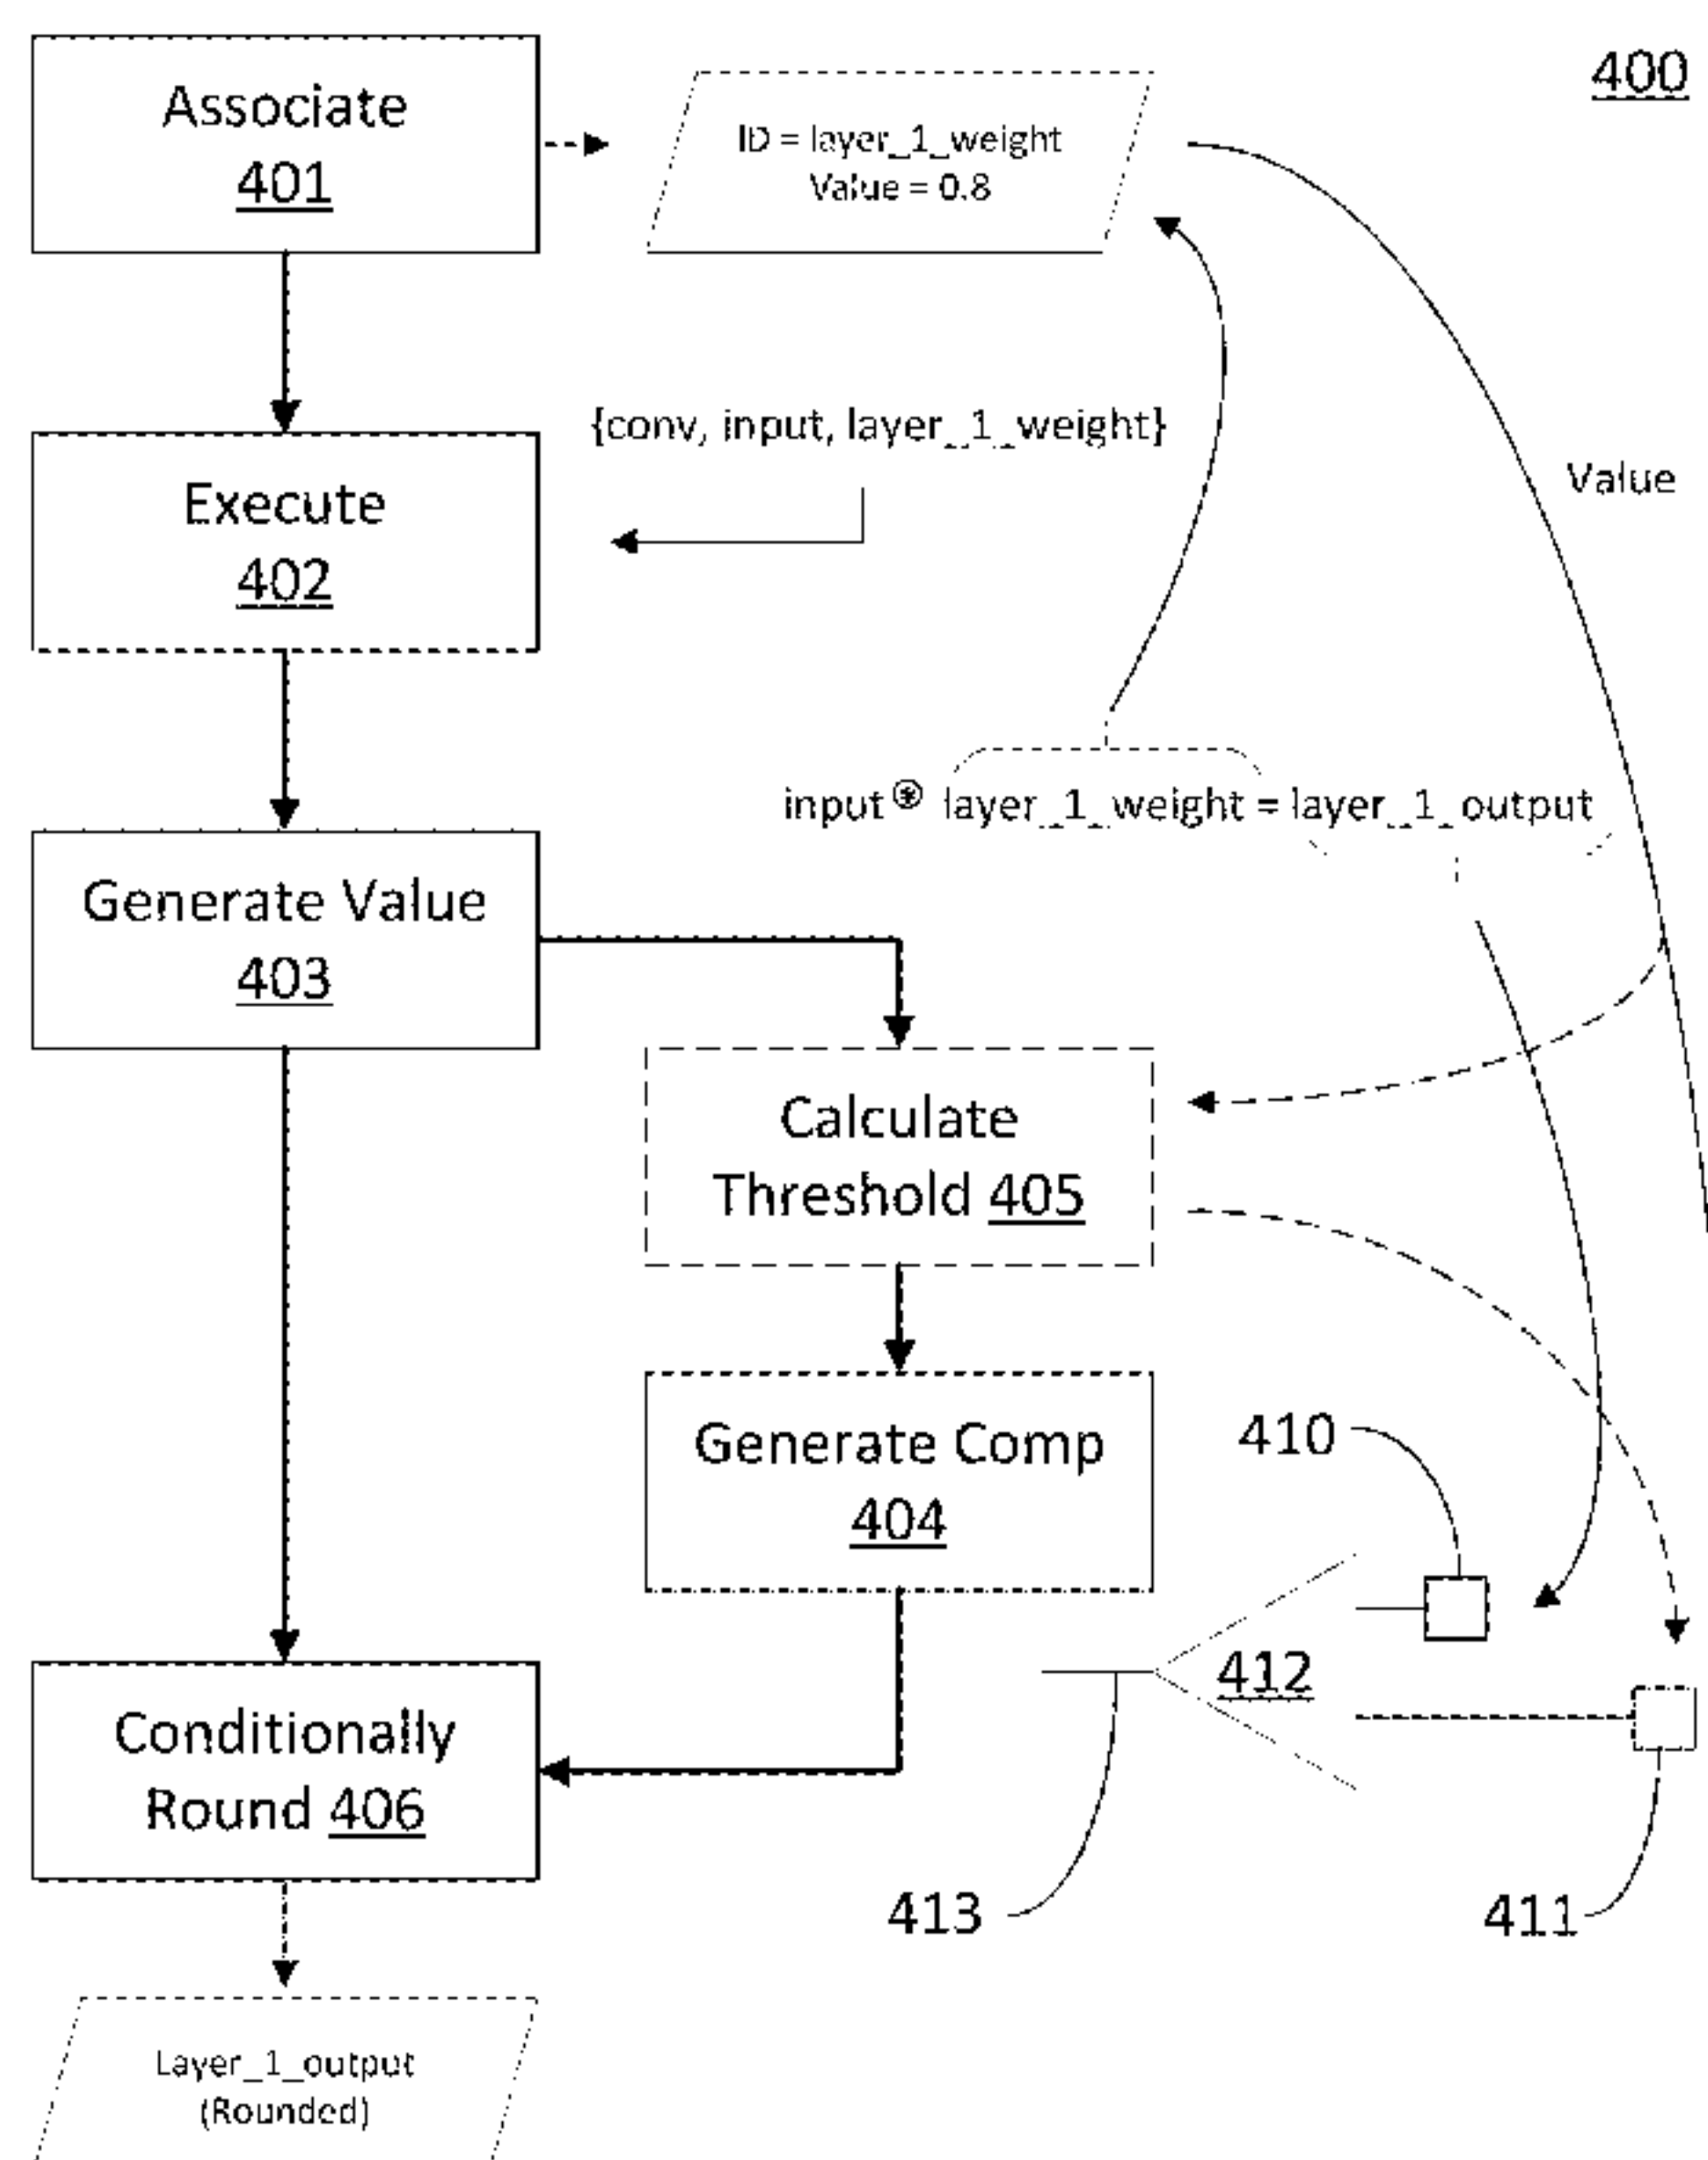 400
Associate
401
ID = layer_1_weight
Value = 0.8
{conv, input, layer_1_weight}
Value
Execute
402
input ⊛ layer_1_weight = layer_1_output
Generate Value
403
Calculate
Threshold 405
Generate Comp
404
410
412
Conditionally
Round 406
413
411
Layer_1_output
(Rounded)